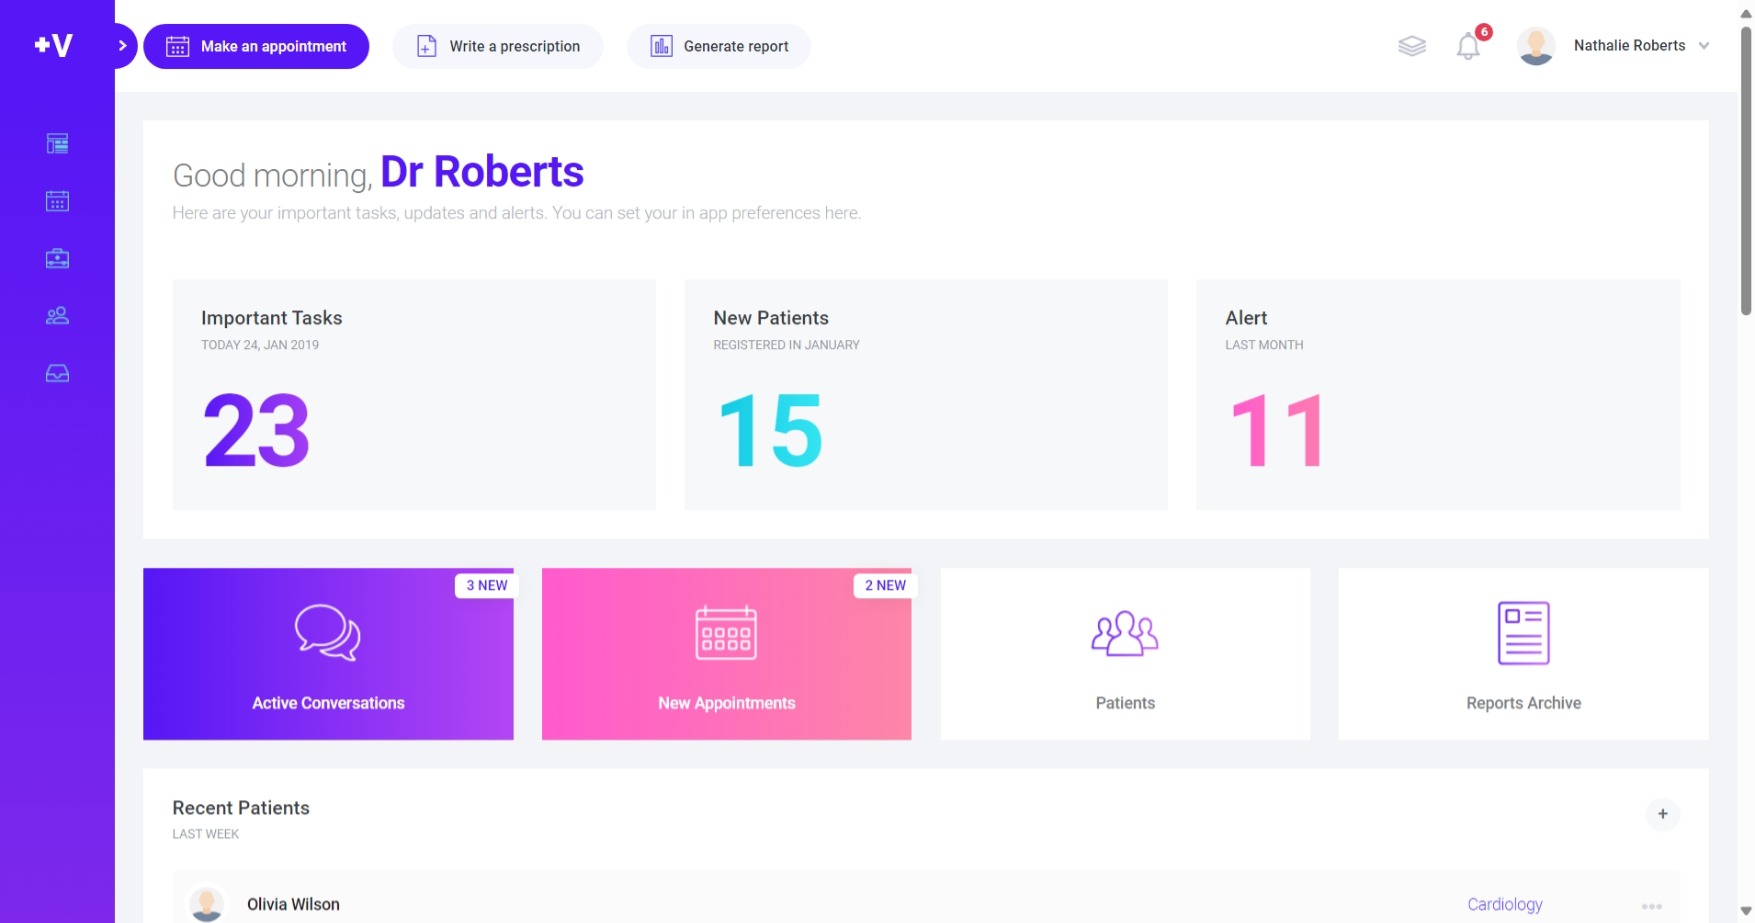 +V
Make an appointment
Write a prescription
Generate report
6
Nathalie Roberts
Good morning, Dr Roberts
Here are your important tasks, updates and alerts. You can set your in app preferences here.
Important Tasks
TODAY 24, JAN 2019
23
New Patients
REGISTERED IN JANUARY
15
Alert
LAST MONTH
11
3 NEW
Active Conversations
2 NEW
New Appointments
Patients
Reports Archive
Recent Patients
LAST WEEK
+
Olivia Wilson
Cardiology